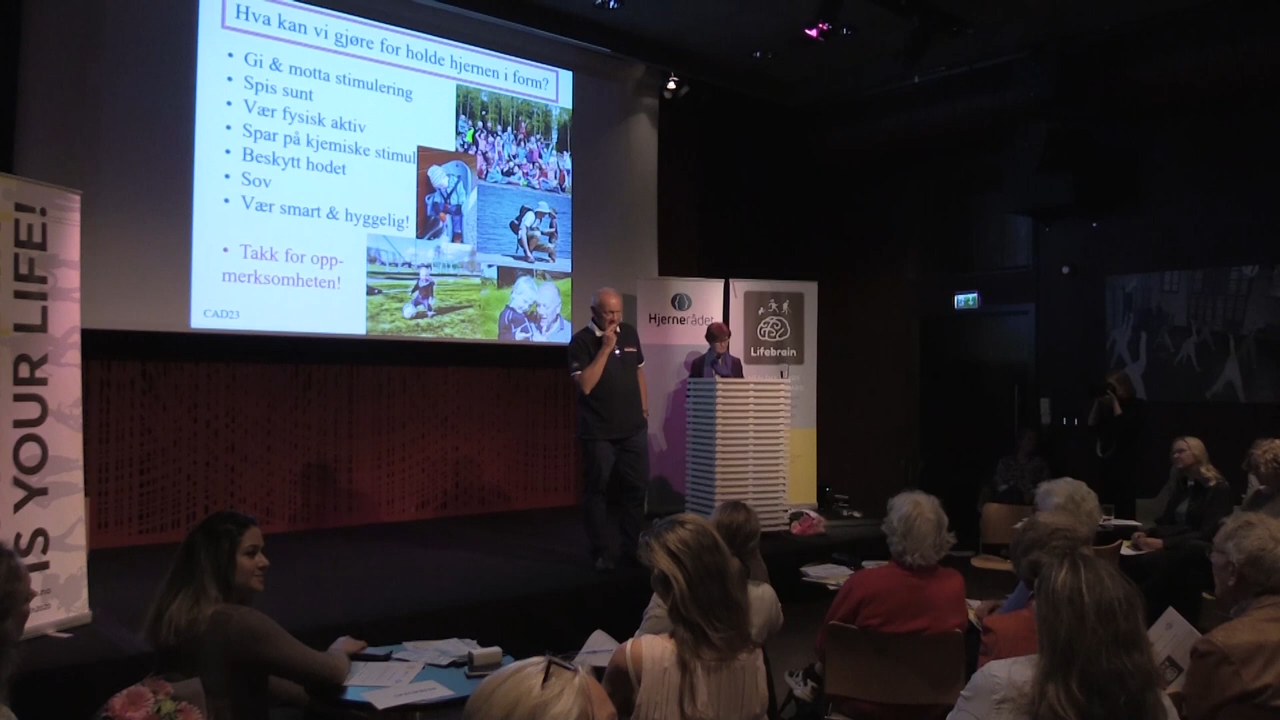 Hva kan vi gjøre for holde hjernen i form?
• Gi & motta stimulering
• Spis sunt
• Vær fysisk aktiv
• Spar på kjemiske stimul
• Beskytt hodet
• Sov
• Vær smart & hyggelig!
• Takk for opp-
merksomheten!
CAD23
IS YOUR LIFE!
Hjernerådet
Lifebrain